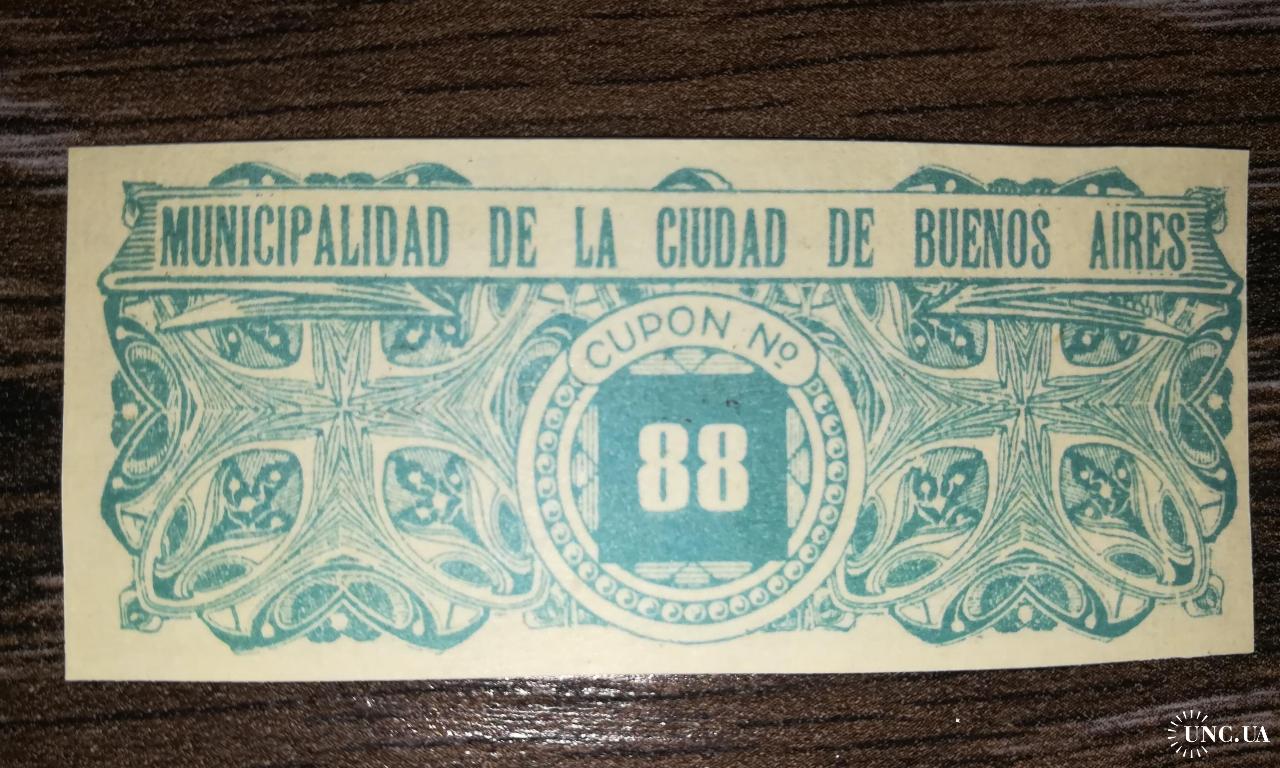 MUNICIPALIDAD DE LA CIUDAD DE BUENOS AIRES
CUPON Nº
88
UNC.UA